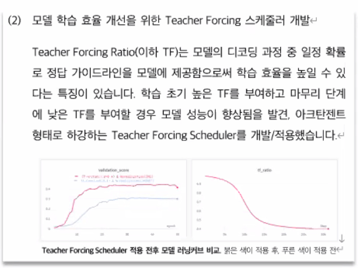 (2) 모델 학습 효율 개선을 위한 Teacher Forcing 스케줄러 개발
Teacher Forcing Ratio(이하 TF)는 모델의 디코딩 과정 중 일정 확률
로 정답 가이드라인을 모델에 제공함으로써 학습 효율을 높일 수 있
다는 특징이 있습니다. 학습 초기 높은 TF를 부여하고 마무리 단계
에 낮은 TF를 부여할 경우 모델 성능이 향상됨을 발견, 아크탄젠트
형태로 하강하는 Teacher Forcing Scheduler를 개발/적용했습니다.
validation_score
tf_ratio
Teacher Forcing Scheduler 적용 전후 모델 러닝커브 비교. 붉은 색이 적용 후, 푸른 색이 적용 전